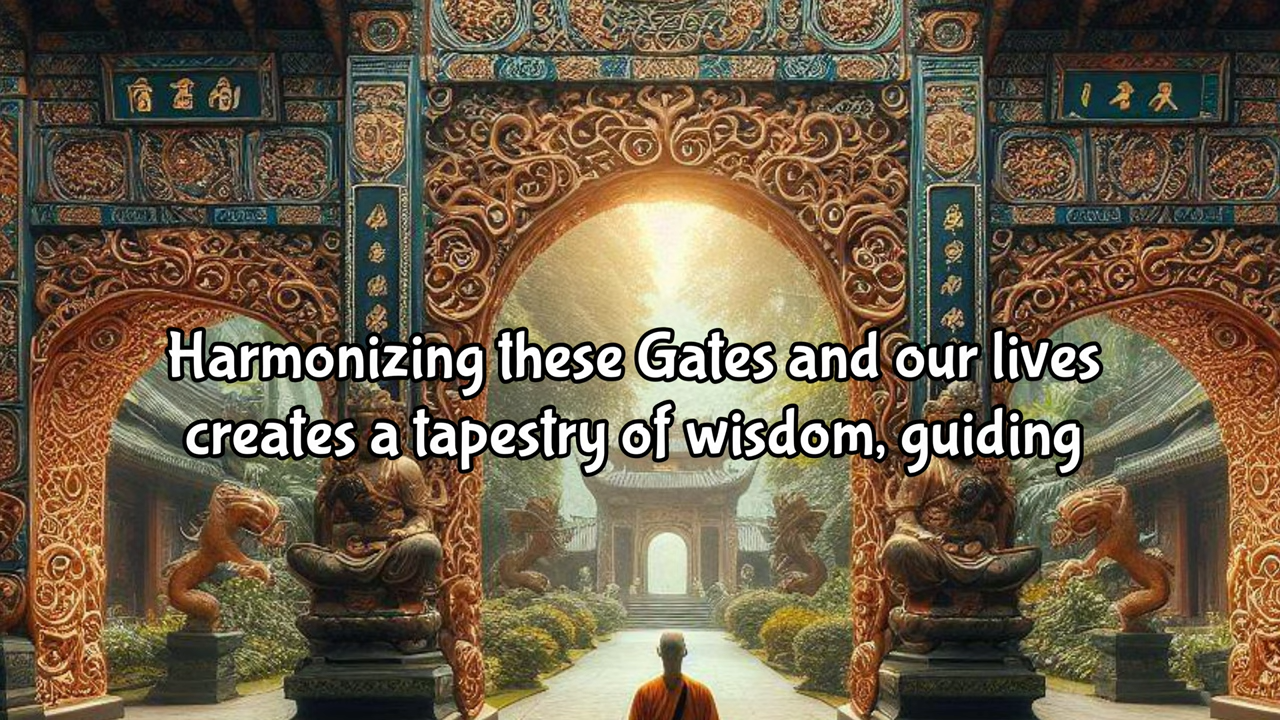 Harmonizing these Gates and our lives
creates a tapestry of wisdom, guiding